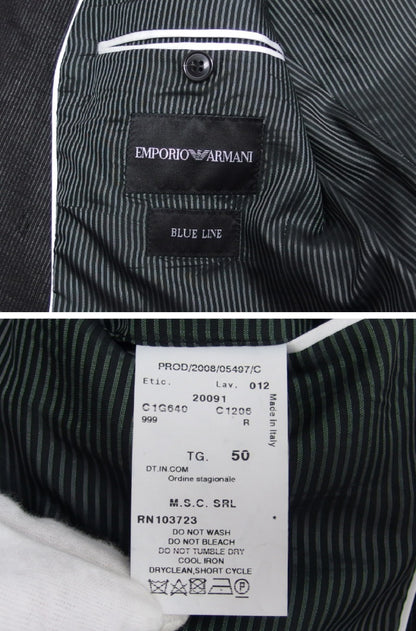 EMPORIO ARMANI
BLUE LINE
PROD/2008/05497/C
Etic. Lav. 012
20091
C1G640 C1206
999 R
Made in Italy
TG. 50
DT.IN.COM
Ordine stagionale
M.S.C. SRL
RN103723 *
DO NOT WASH
DO NOT BLEACH
DO NOT TUMBLE DRY
COOL IRON
DRYCLEAN,SHORT CYCLE